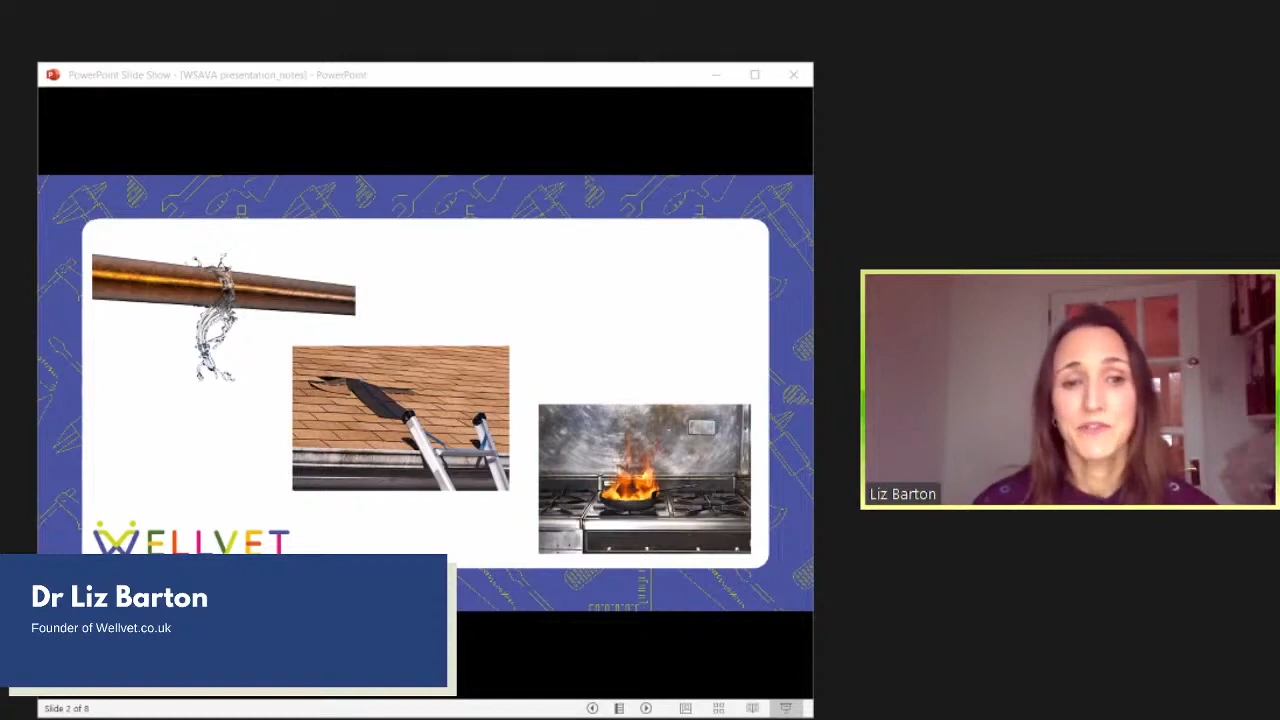 PowerPoint Slide Show - [WSAVA presentation_notes] - PowerPoint
WELLVET
Dr Liz Barton
Founder of Wellvet.co.uk
Slide 2 of 8
Liz Barton